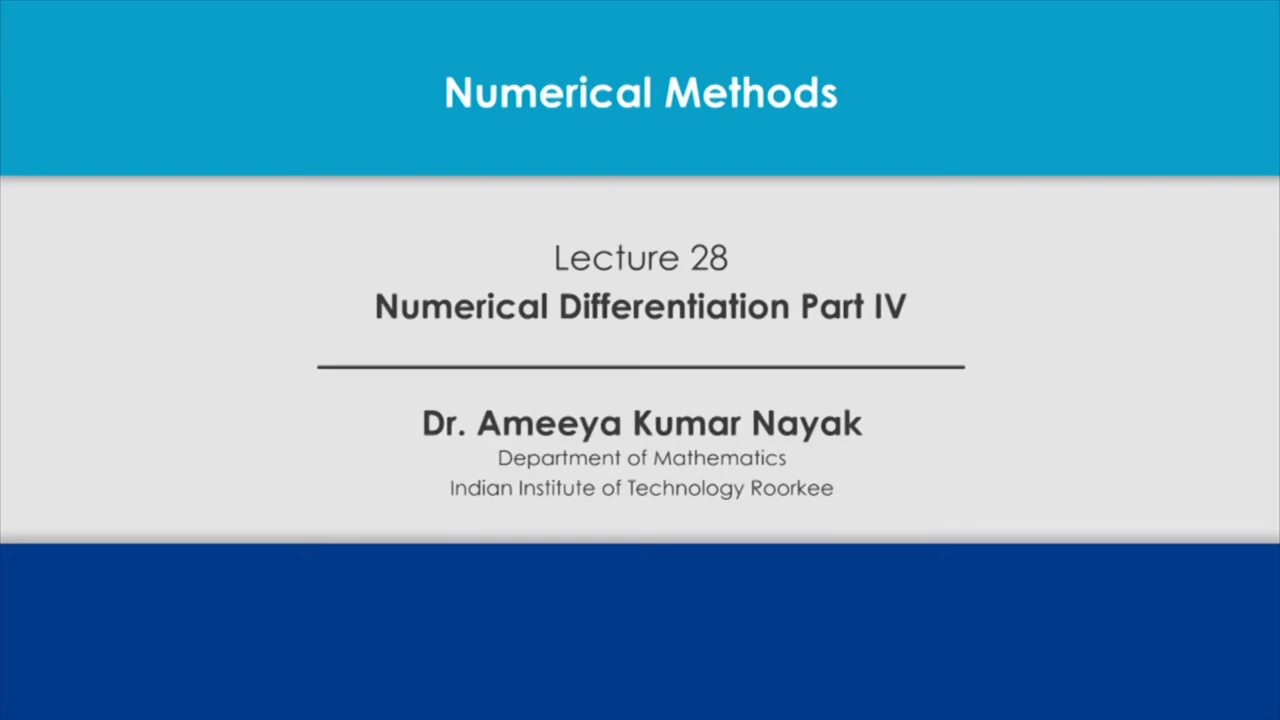 Numerical Methods
Lecture 28
Numerical Differentiation Part IV
Dr. Ameeya Kumar Nayak
Department of Mathematics
Indian Institute of Technology Roorkee